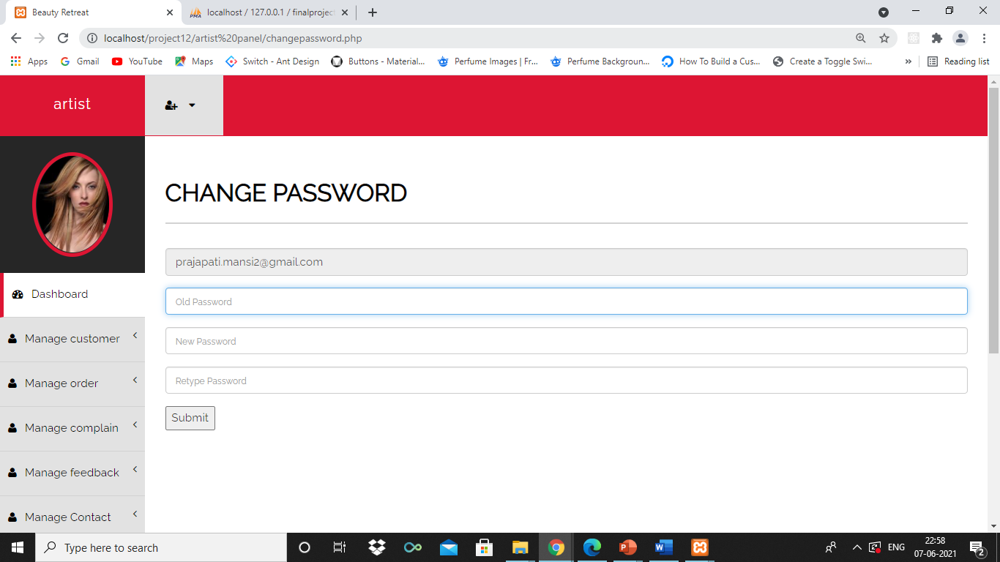 Beauty Retreat
localhost / 127.0.0.1 / finalproject
localhost/project12/artist%20panel/changepassword.php
Apps
Gmail
YouTube
Maps
Switch - Ant Design
Buttons - Material...
Perfume Images | Fr...
Perfume Backgroun...
How To Build a Cus...
Create a Toggle Swi...
»
Reading list
artist
CHANGE PASSWORD
prajapati.mansi2@gmail.com
Old Password
New Password
Retype Password
Submit
Dashboard
Manage customer
Manage order
Manage complain
Manage feedback
Manage Contact
Type here to search
ENG
22:58
07-06-2021
2